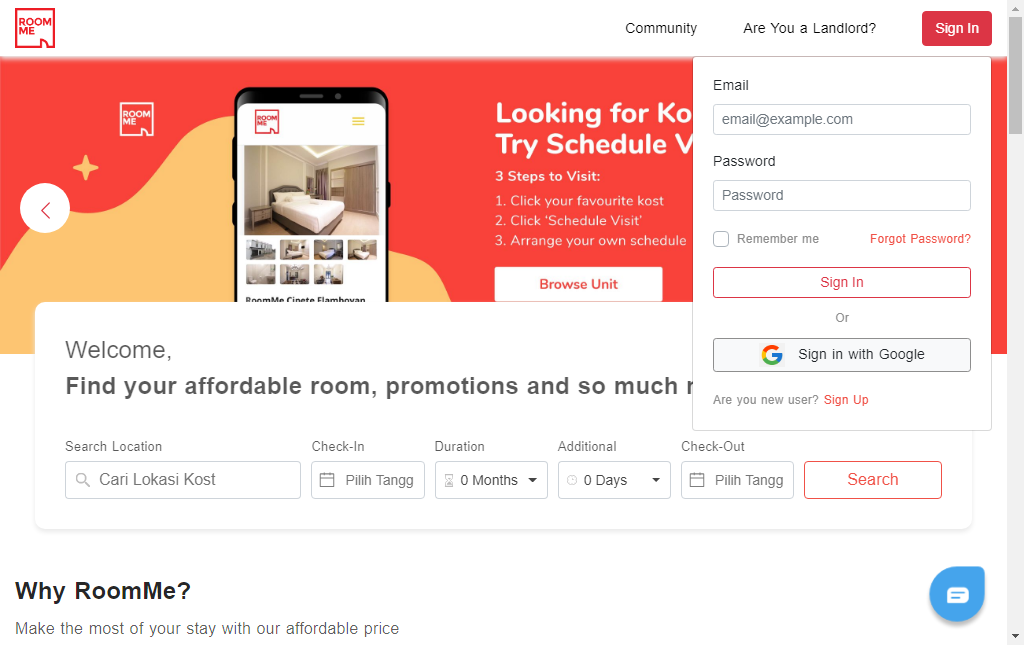 ROOM
ME
Community
Are You a Landlord?
Sign In
ROOM
ME
ROOM
ME
RoomMe Cipete Flamboyan
Looking for Ko
Try Schedule V
3 Steps to Visit:
1. Click your favourite kost
2. Click ‘Schedule Visit’
3. Arrange your own schedule
Browse Unit
Email
email@example.com
Password
Password
Remember me
Forgot Password?
Sign In
Or
Sign in with Google
Are you new user? Sign Up
Welcome,
Find your affordable room, promotions and so much
Search Location
Check-In
Duration
Additional
Check-Out
Cari Lokasi Kost
Pilih Tangg
0 Months
0 Days
Pilih Tangg
Search
Why RoomMe?
Make the most of your stay with our affordable price